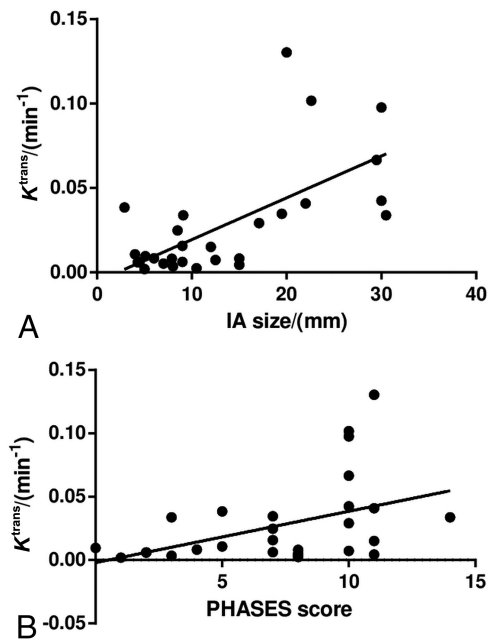 0.15
0.10
0.05
0.00
K^trans/(min^-1)
0 10 20 30 40
IA size/(mm)
A
0.15
0.10
0.05
0.00
-0.05
K^trans/(min^-1)
5 10 15
PHASES score
B